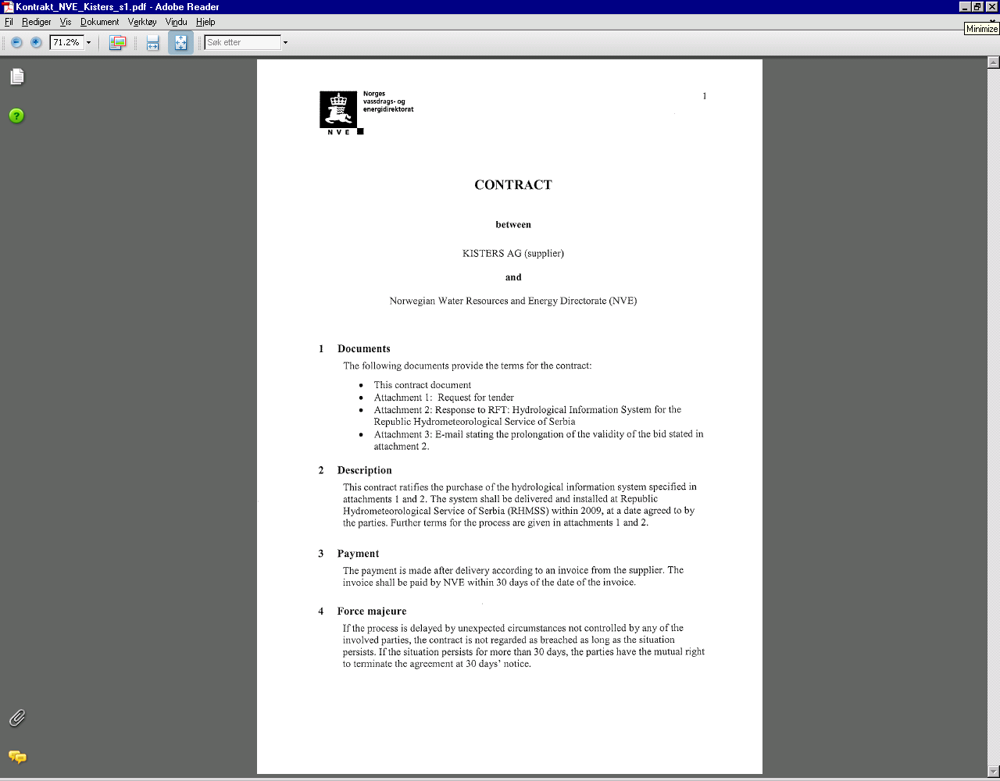 Kontrakt_NVE_Kisters_s1.pdf - Adobe Reader
Fil Rediger Vis Dokument Verktøy Vindu Hjelp
Minimize
71.2%
Søk etter
Norges
vassdrags- og
energidirektorat
NVE
1
CONTRACT
between
KISTERS AG (supplier)
and
Norwegian Water Resources and Energy Directorate (NVE)
1 Documents
The following documents provide the terms for the contract:
• This contract document
• Attachment 1: Request for tender
• Attachment 2: Response to RFT: Hydrological Information System for the
Republic Hydrometeorological Service of Serbia
• Attachment 3: E-mail stating the prolongation of the validity of the bid stated in
attachment 2.
2 Description
This contract ratifies the purchase of the hydrological information system specified in
attachments 1 and 2. The system shall be delivered and installed at Republic
Hydrometeorological Service of Serbia (RHMSS) within 2009, at a date agreed to by
the parties. Further terms for the process are given in attachments 1 and 2.
3 Payment
The payment is made after delivery according to an invoice from the supplier. The
invoice shall be paid by NVE within 30 days of the date of the invoice.
4 Force majeure
If the process is delayed by unexpected circumstances not controlled by any of the
involved parties, the contract is not regarded as breached as long as the situation
persists. If the situation persists for more than 30 days, the parties have the mutual right
to terminate the agreement at 30 days' notice.